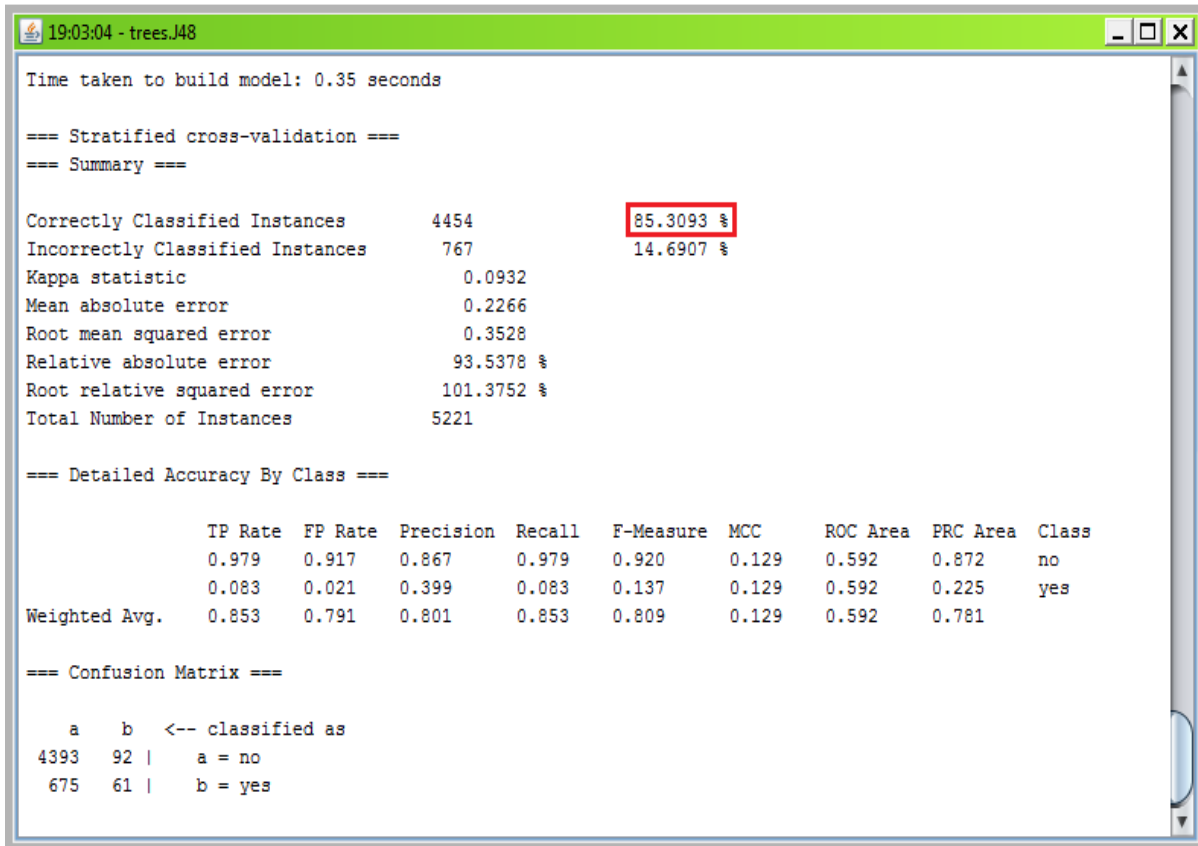 19:03:04 - trees.J48
Time taken to build model: 0.35 seconds
=== Stratified cross-validation ===
=== Summary ===
Correctly Classified Instances 4454 85.3093 %
Incorrectly Classified Instances 767 14.6907 %
Kappa statistic 0.0932
Mean absolute error 0.2266
Root mean squared error 0.3528
Relative absolute error 93.5378 %
Root relative squared error 101.3752 %
Total Number of Instances 5221
=== Detailed Accuracy By Class ===
TP Rate FP Rate Precision Recall F-Measure MCC ROC Area PRC Area Class
0.979 0.917 0.867 0.979 0.920 0.129 0.592 0.872 no
0.083 0.021 0.399 0.083 0.137 0.129 0.592 0.225 yes
Weighted Avg. 0.853 0.791 0.801 0.853 0.809 0.129 0.592 0.781
=== Confusion Matrix ===
a b <-- classified as
4393 92 | a = no
675 61 | b = yes